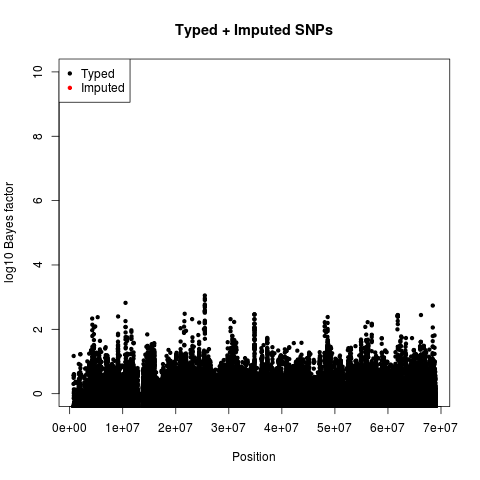 Typed + Imputed SNPs
Typed
Imputed
log10 Bayes factor
10
8
6
4
2
0
0e+00 1e+07 2e+07 3e+07 4e+07 5e+07 6e+07 7e+07
Position